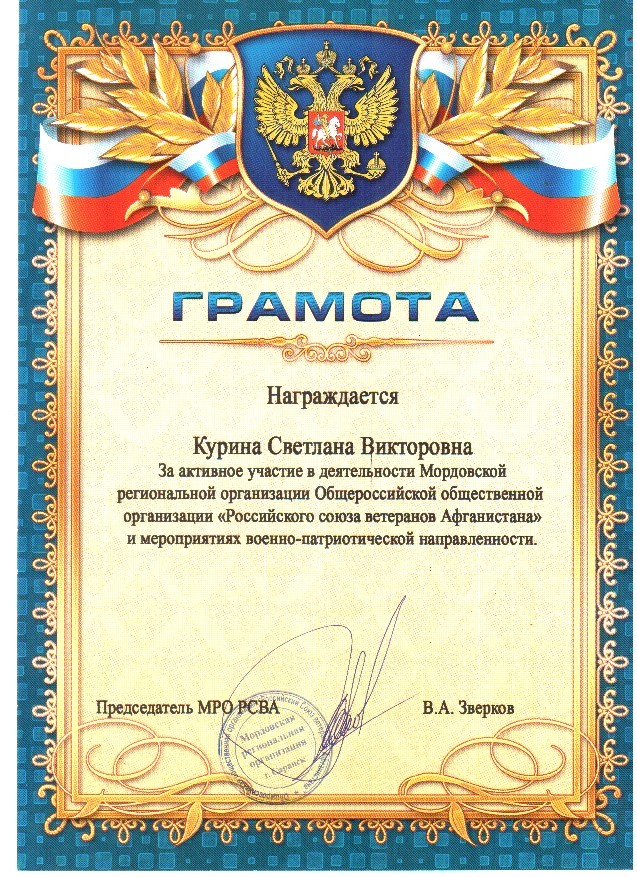 ГРАМОТА
Награждается
Курина Светлана Викторовна
За активное участие в деятельности Мордовской
региональной организации Общероссийской общественной
организации «Российского союза ветеранов Афганистана»
и мероприятиях военно-патриотической направленности.
Председатель МРО РСВА В.А. Зверков
Мордовская
региональная
организация
г. Саранск